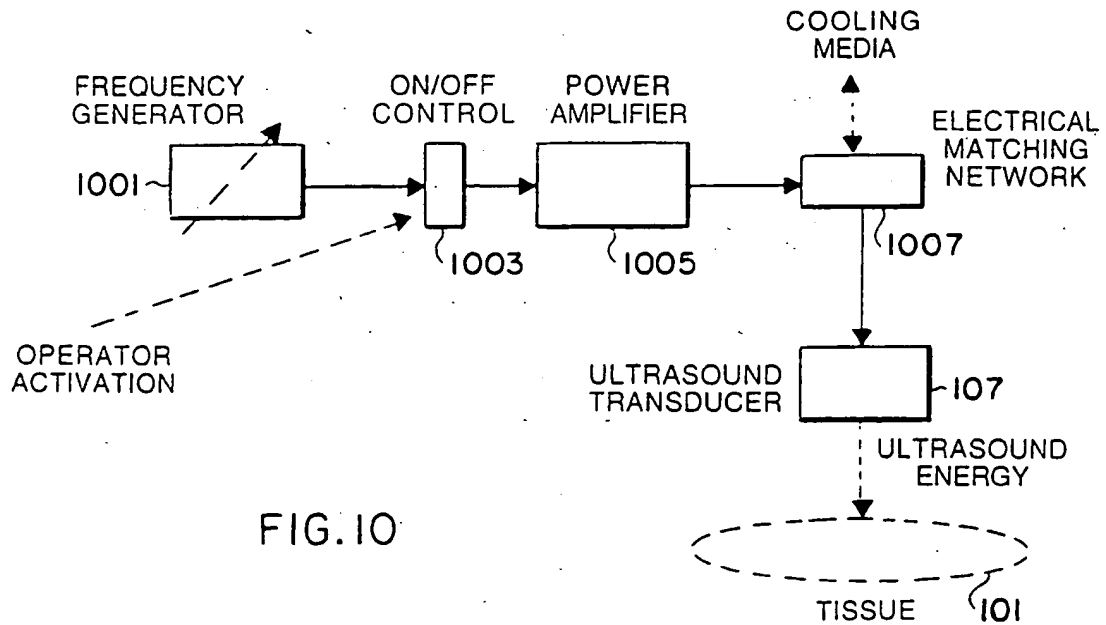 COOLING
MEDIA
FREQUENCY
GENERATOR
ON/OFF
CONTROL
POWER
AMPLIFIER
ELECTRICAL
MATCHING
NETWORK
1001
1003
1005
1007
OPERATOR
ACTIVATION
ULTRASOUND
TRANSDUCER
107
ULTRASOUND
ENERGY
FIG.10
TISSUE
101